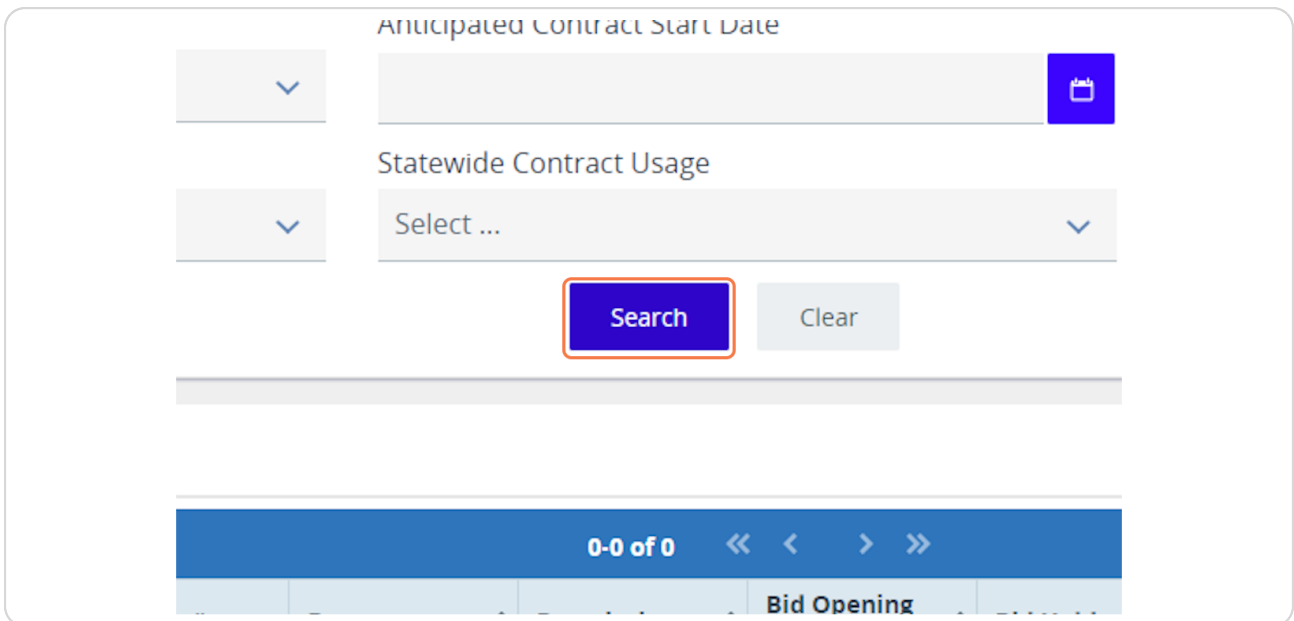 Anticipated Contract Start Date
Statewide Contract Usage
Select ...
Search
Clear
0-0 of 0
Bid Opening